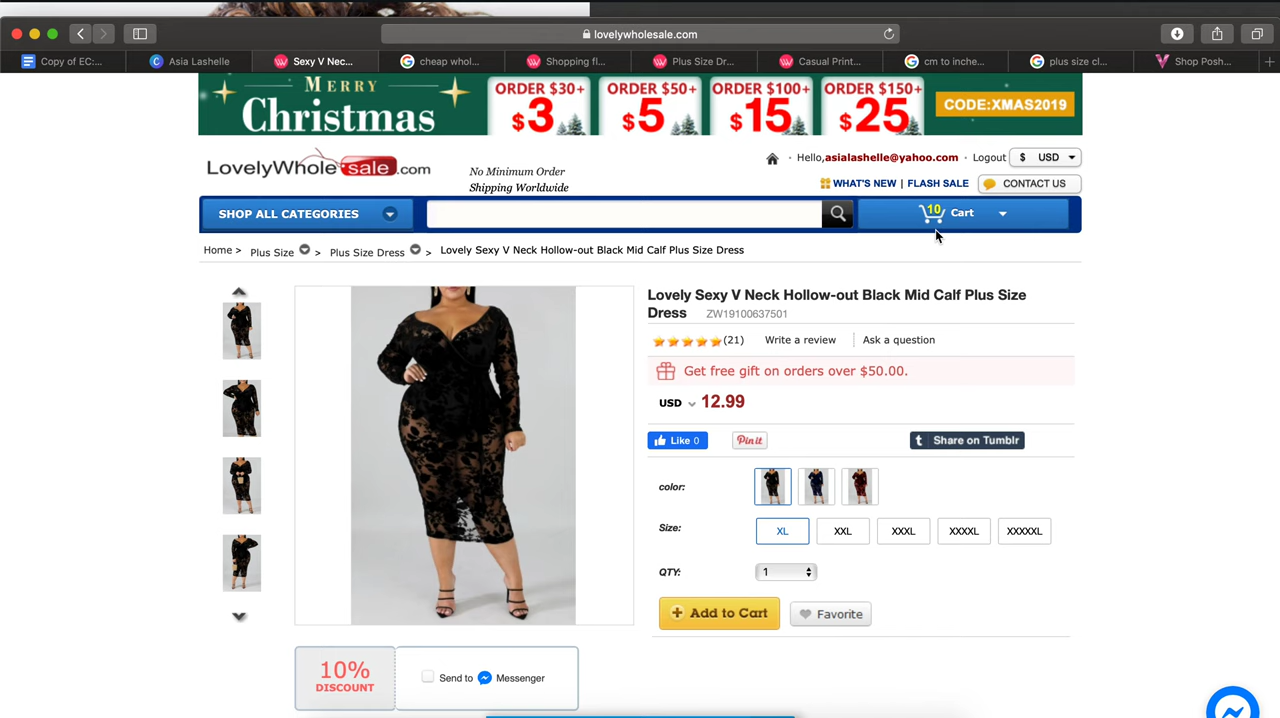 lovelywholesale.com
Copy of EC:...
Asia Lashelle
Sexy V Nec...
cheap whol...
Shopping fl...
Plus Size Dr...
Casual Print...
cm to inche...
plus size cl...
Shop Posh...
MERRY
Christmas
ORDER $30+
$3
ORDER $50+
$5
ORDER $100+
$15
ORDER $150+
$25
CODE:XMAS2019
LovelyWholesale.com
No Minimum Order
Shipping Worldwide
Hello,asialashelle@yahoo.com
Logout
$ USD
WHAT'S NEW | FLASH SALE
CONTACT US
SHOP ALL CATEGORIES
10 Cart
Home > Plus Size > Plus Size Dress > Lovely Sexy V Neck Hollow-out Black Mid Calf Plus Size Dress
Lovely Sexy V Neck Hollow-out Black Mid Calf Plus Size
Dress ZW19100637501
(21) Write a review Ask a question
Get free gift on orders over $50.00.
USD 12.99
Like 0
Pin it
t Share on Tumblr
color:
Size: XL XXL XXXL XXXXL XXXXXL
QTY: 1
+ Add to Cart
Favorite
10%
DISCOUNT
Send to Messenger